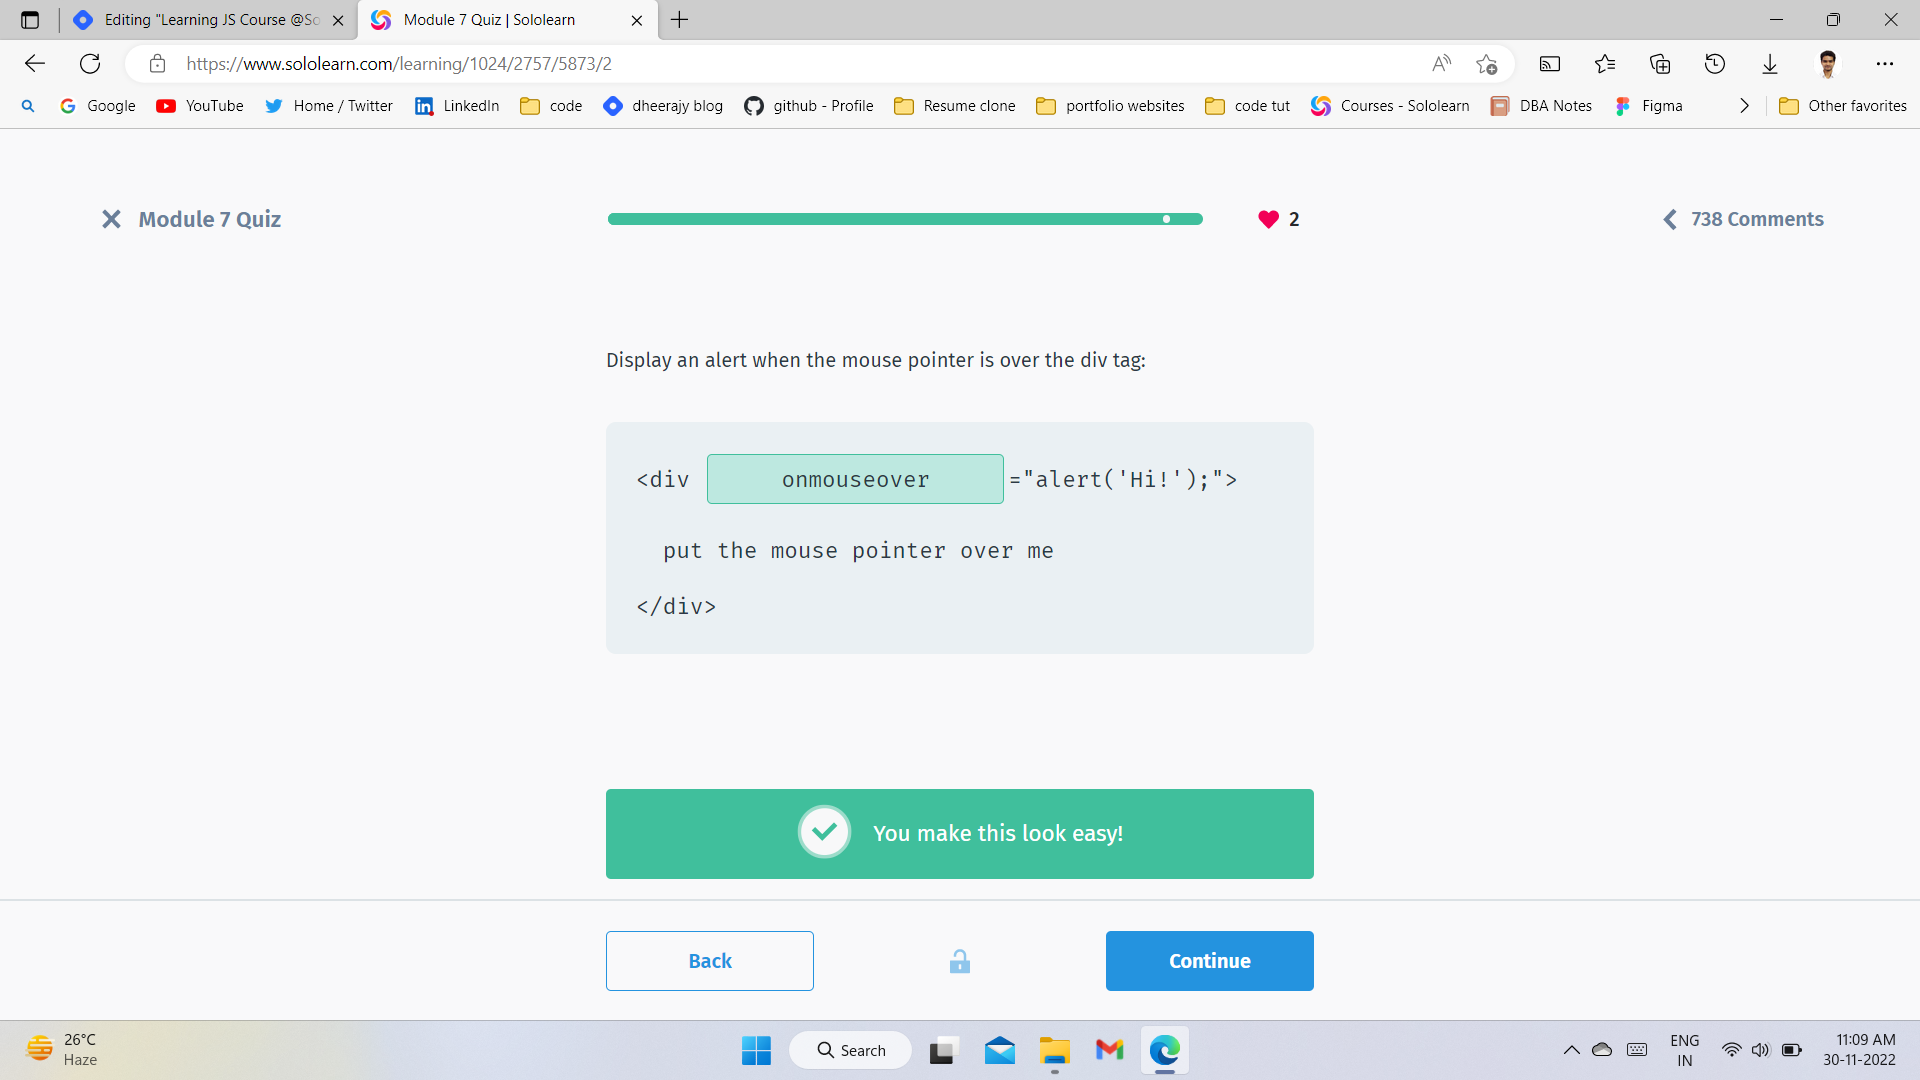 Editing "Learning JS Course @So
Module 7 Quiz | Sololearn
https://www.sololearn.com/learning/1024/2757/5873/2
Google YouTube Home / Twitter LinkedIn code dheerajy blog github - Profile Resume clone portfolio websites code tut Courses - Sololearn DBA Notes Figma Other favorites
Module 7 Quiz
2
738 Comments
Display an alert when the mouse pointer is over the div tag:
<div onmouseover ="alert('Hi!');">
put the mouse pointer over me
</div>
You make this look easy!
Back
Continue
26°C
Haze
Search
ENG
IN
11:09 AM
30-11-2022